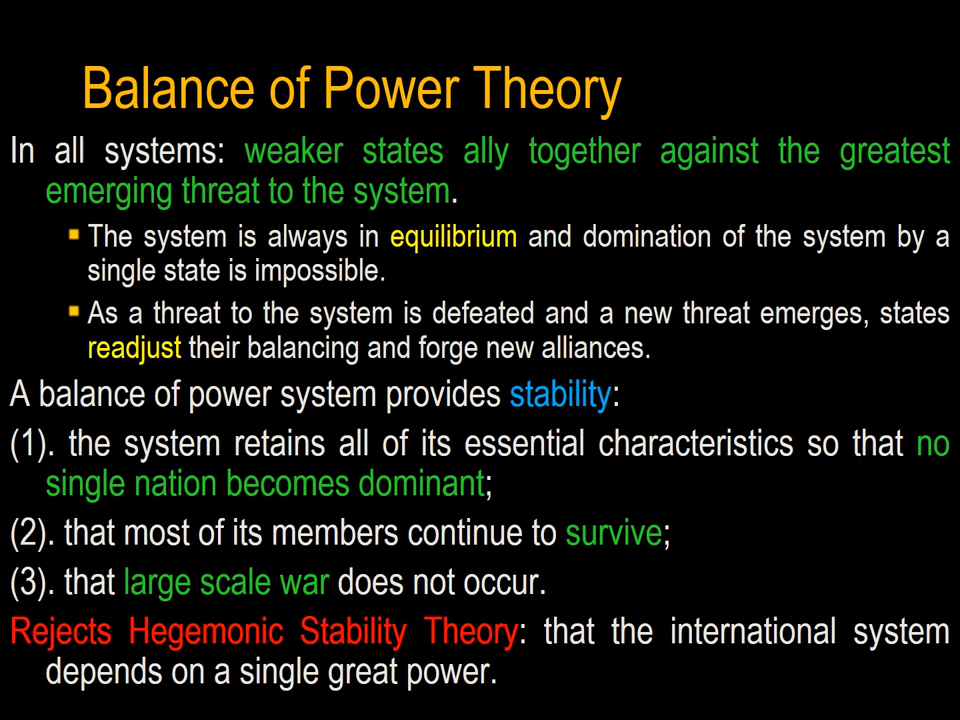 Balance of Power Theory
In all systems: weaker states ally together against the greatest
emerging threat to the system.
The system is always in equilibrium and domination of the system by a
single state is impossible.
As a threat to the system is defeated and a new threat emerges, states
readjust their balancing and forge new alliances.
A balance of power system provides stability:
(1). the system retains all of its essential characteristics so that no
single nation becomes dominant;
(2). that most of its members continue to survive;
(3). that large scale war does not occur.
Rejects Hegemonic Stability Theory: that the international system
depends on a single great power.